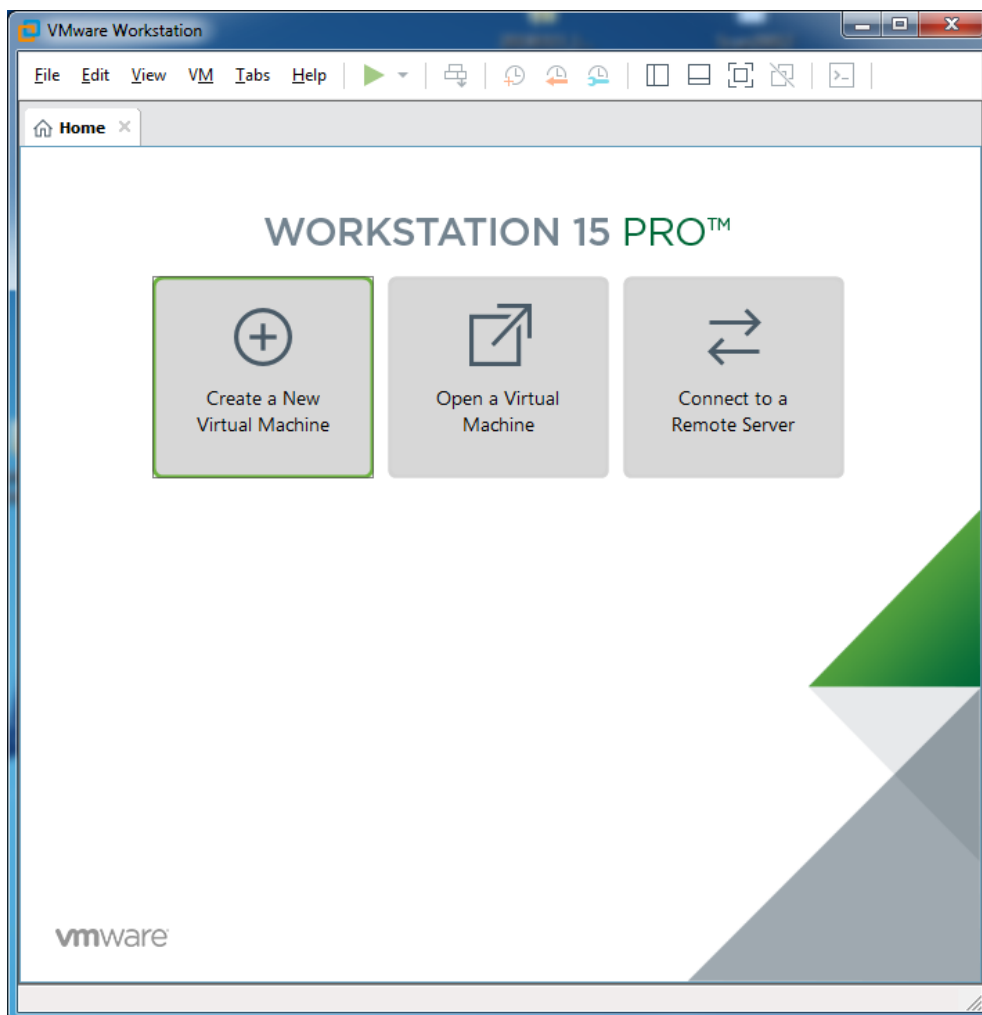 VMware Workstation
File Edit View VM Tabs Help
Home
WORKSTATION 15 PRO™
Create a New
Virtual Machine
Open a Virtual
Machine
Connect to a
Remote Server
vmware